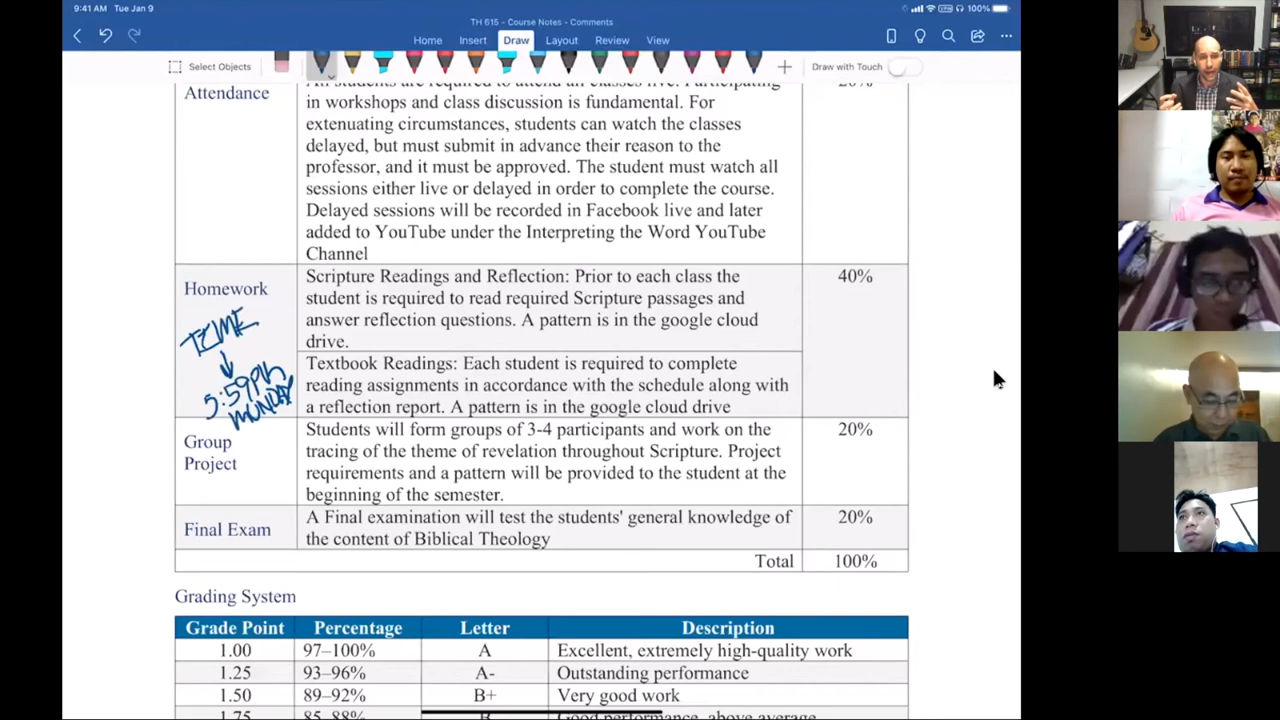 9:41 AM Tue Jan 9
100%
TH 615 - Course Notes - Comments
Home Insert Draw Layout Review View
Select Objects
Draw with Touch
Attendance
in workshops and class discussion is fundamental. For
extenuating circumstances, students can watch the classes
delayed, but must submit in advance their reason to the
professor, and it must be approved. The student must watch all
sessions either live or delayed in order to complete the course.
Delayed sessions will be recorded in Facebook live and later
added to YouTube under the Interpreting the Word YouTube
Channel
Homework
Scripture Readings and Reflection: Prior to each class the
student is required to read required Scripture passages and
answer reflection questions. A pattern is in the google cloud
drive.
40%
TIME
5:59PM
MONDAY
Textbook Readings: Each student is required to complete
reading assignments in accordance with the schedule along with
a reflection report. A pattern is in the google cloud drive
Group
Project
Students will form groups of 3-4 participants and work on the
tracing of the theme of revelation throughout Scripture. Project
requirements and a pattern will be provided to the student at the
beginning of the semester.
20%
Final Exam
A Final examination will test the students' general knowledge of
the content of Biblical Theology
20%
Total 100%
Grading System
Grade Point Percentage Letter Description
1.00 97–100% A Excellent, extremely high-quality work
1.25 93–96% A- Outstanding performance
1.50 89–92% B+ Very good work
1.75 85–88% B Good performance, above average